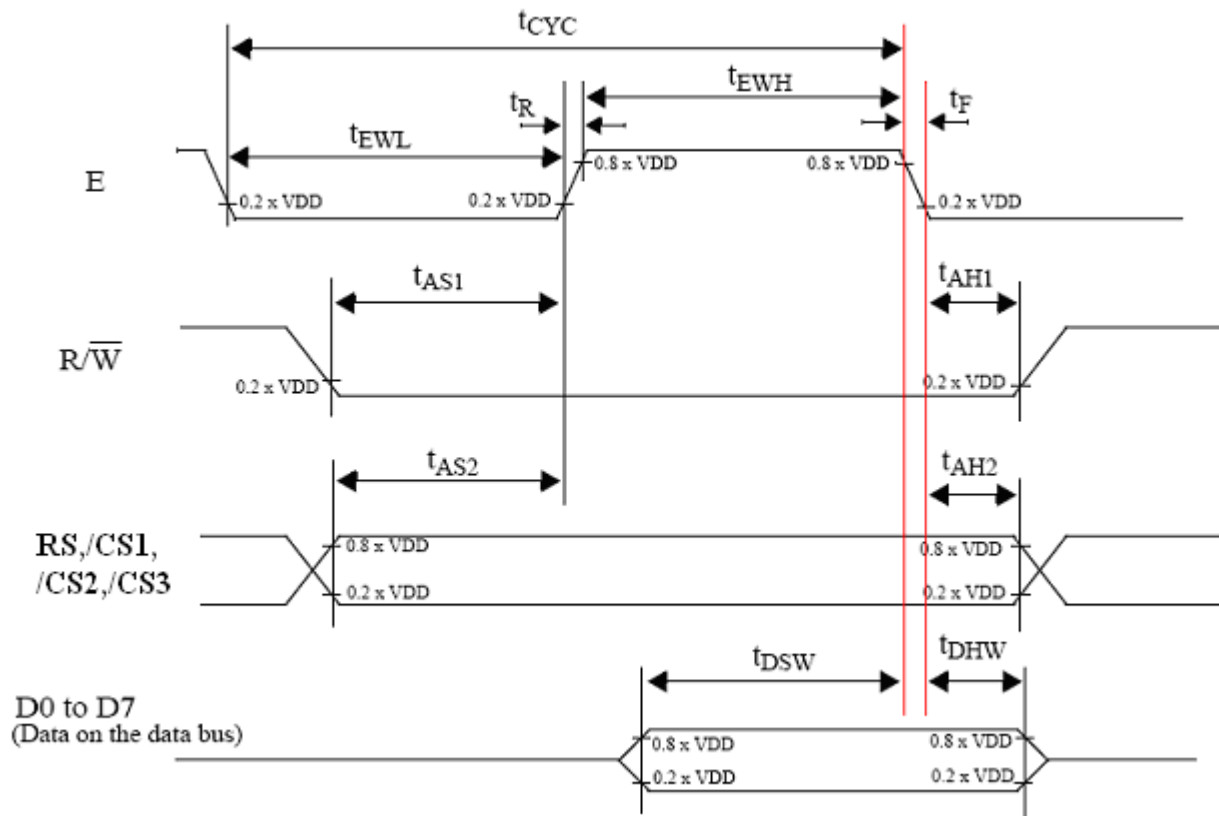 tCYC
tEWH
tR
tF
tEWL
E
0.8 x VDD
0.8 x VDD
0.2 x VDD
0.2 x VDD
0.2 x VDD
tAS1
tAH1
R/W̅
0.2 x VDD
0.2 x VDD
tAS2
tAH2
RS,/CS1,
/CS2,/CS3
0.8 x VDD
0.8 x VDD
0.2 x VDD
0.2 x VDD
tDSW
tDHW
D0 to D7
(Data on the data bus)
0.8 x VDD
0.8 x VDD
0.2 x VDD
0.2 x VDD